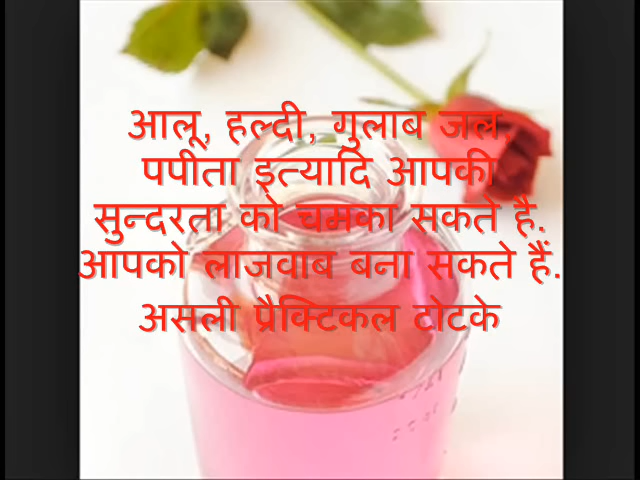 आलू, हल्दी, गुलाब जल,
पपीता इत्यादि आपकी
सुन्दरता को चमका सकते है.
आपको लाजवाब बना सकते हैं.
असली प्रैक्टिकल टोटके